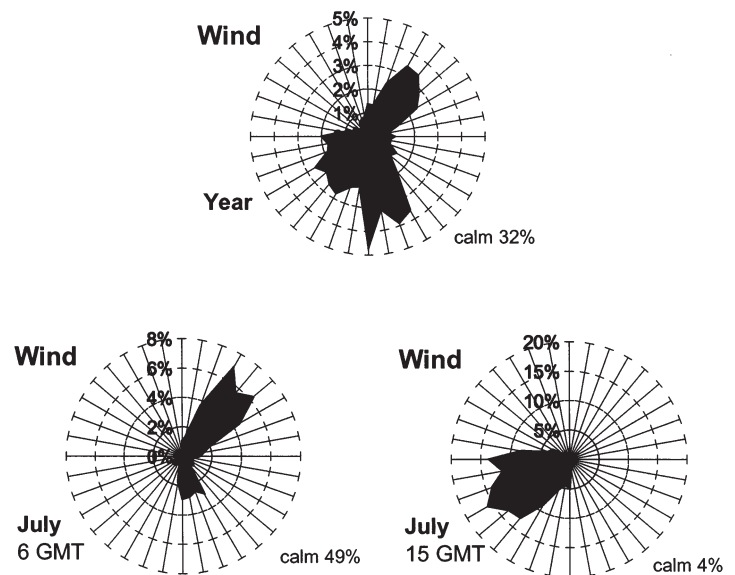 Wind
5%
4%
3%
2%
1%
Year
calm 32%
Wind
8%
6%
4%
2%
0%
July
6 GMT
calm 49%
Wind
20%
15%
10%
5%
July
15 GMT
calm 4%